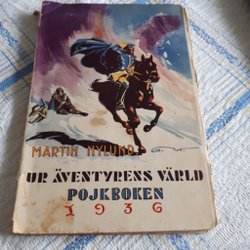 MARTIN NYLUND
UR ÄVENTYRENS VÄRLD
POJKBOKEN
1936